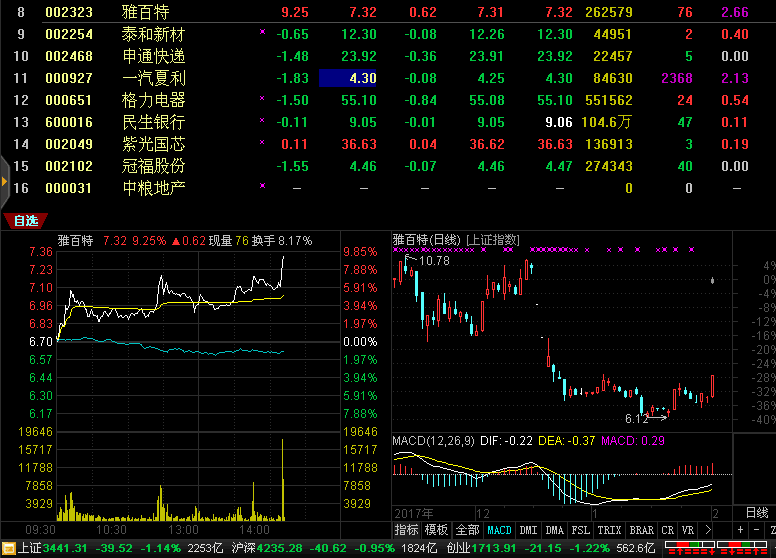 8 002323 雅百特 9.25 7.32 0.62 7.31 7.32 262579 76 2.66
9 002254 泰和新材 × -0.65 12.30 -0.08 12.26 12.30 44951 2 0.40
10 002468 申通快递 -1.48 23.92 -0.36 23.91 23.92 22457 5 0.00
11 000927 一汽夏利 -1.83 4.30 -0.08 4.25 4.30 84630 2368 2.13
12 000651 格力电器 × -1.50 55.10 -0.84 55.08 55.10 551562 24 0.54
13 600016 民生银行 × -0.11 9.05 -0.01 9.05 9.06 104.6万 47 0.11
14 002049 紫光国芯 × 0.11 36.63 0.04 36.62 36.63 136913 3 0.19
15 002102 冠福股份 -1.55 4.46 -0.07 4.46 4.47 274343 40 0.00
16 000031 中粮地产 × — — — — — 0 0 —
自选
雅百特 7.32 9.25% ▲0.62 现量 76 换手 8.17%
7.36 9.85%
7.23 7.88%
7.10 5.91%
6.96 3.94%
6.83 1.97%
6.70 0.00%
6.57 1.97%
6.44 3.94%
6.30 5.91%
6.17 7.88%
19646 19646
15717 15717
11788 11788
7858 7858
3929 3929
09:30 10:30 13:00 14:00
雅百特(日线) [上证指数]
10.78
4%
0%
-4%
-8%
-12%
-16%
-20%
-24%
-28%
-32%
-36%
-40%
6.12
MACD(12,26,9) DIF: -0.22 DEA: -0.37 MACD: 0.29
2017年 12 1 2 日线
指标 模板 全部 MACD DMI DMA FSL TRIX BRAR CR VR > + -
上证3441.31 -39.52 -1.14% 2253亿 沪深4235.28 -40.62 -0.95% 1824亿 创业1713.91 -21.15 -1.22% 562.6亿